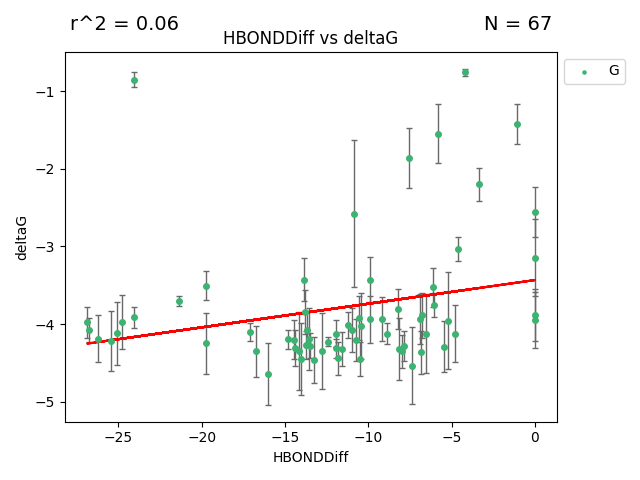 r^2 = 0.06
N = 67
HBONDDiff vs deltaG
G
deltaG
−1
−2
−3
−4
−5
−25
−20
−15
−10
−5
0
HBONDDiff